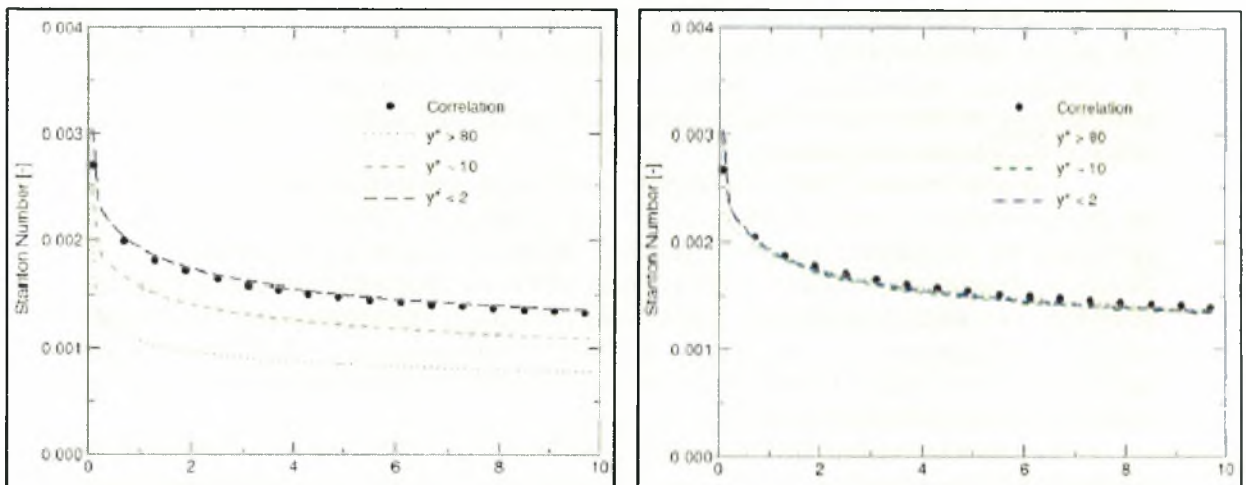 0.004
0.003
0.002
0.001
0.000
Stanton Number [-]
Correlation
y* > 80
y* ~ 10
y* < 2
0 2 4 6 8 10
0.004
0.003
0.002
0.001
0.000
Stanton Number [-]
Correlation
y* > 80
y* ~ 10
y* < 2
0 2 4 6 8 10